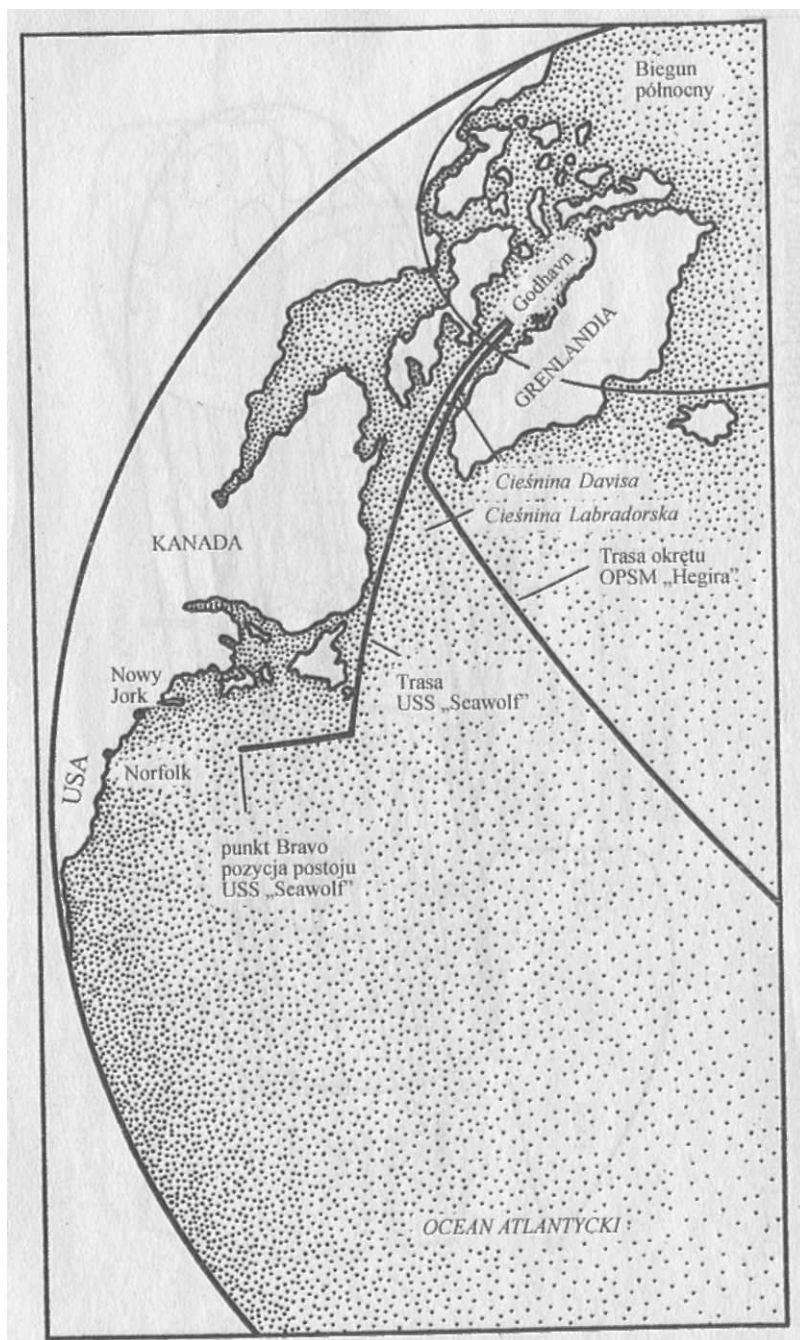 Biegun
północny
Godhavn
GRENLANDIA
Cieśnina Davisa
Cieśnina Labradorska
KANADA
Trasa okrętu
OPSM „Hegira”
Nowy
Jork
Trasa
USS „Seawolf”
USA
Norfolk
punkt Bravo
pozycja postoju
USS „Seawolf”
OCEAN ATLANTYCKI